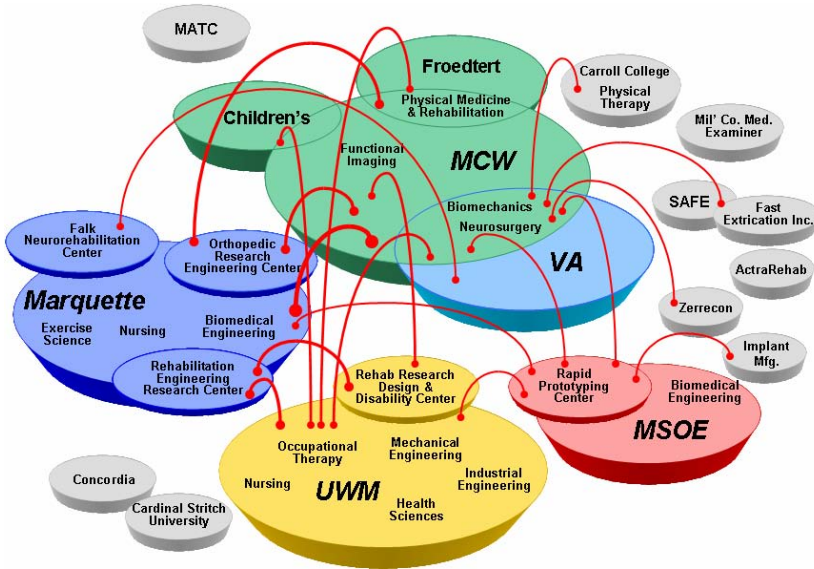 MATC
Froedtert
Physical Medicine
& Rehabilitation
Carroll College
Physical
Therapy
Mil' Co. Med.
Examiner
Children's
Functional
Imaging
MCW
Biomechanics
Neurosurgery
VA
SAFE
Fast
Extrication Inc.
ActraRehab
Zerrecon
Implant
Mfg.
Falk
Neurorehabilitation
Center
Orthopedic
Research
Engineering Center
Marquette
Exercise
Science
Nursing
Biomedical
Engineering
Rehabilitation
Engineering
Research Center
Rehab Research
Design &
Disability Center
Rapid
Prototyping
Center
Biomedical
Engineering
MSOE
Occupational
Therapy
Mechanical
Engineering
Nursing
UWM
Industrial
Engineering
Health
Sciences
Concordia
Cardinal Stritch
University